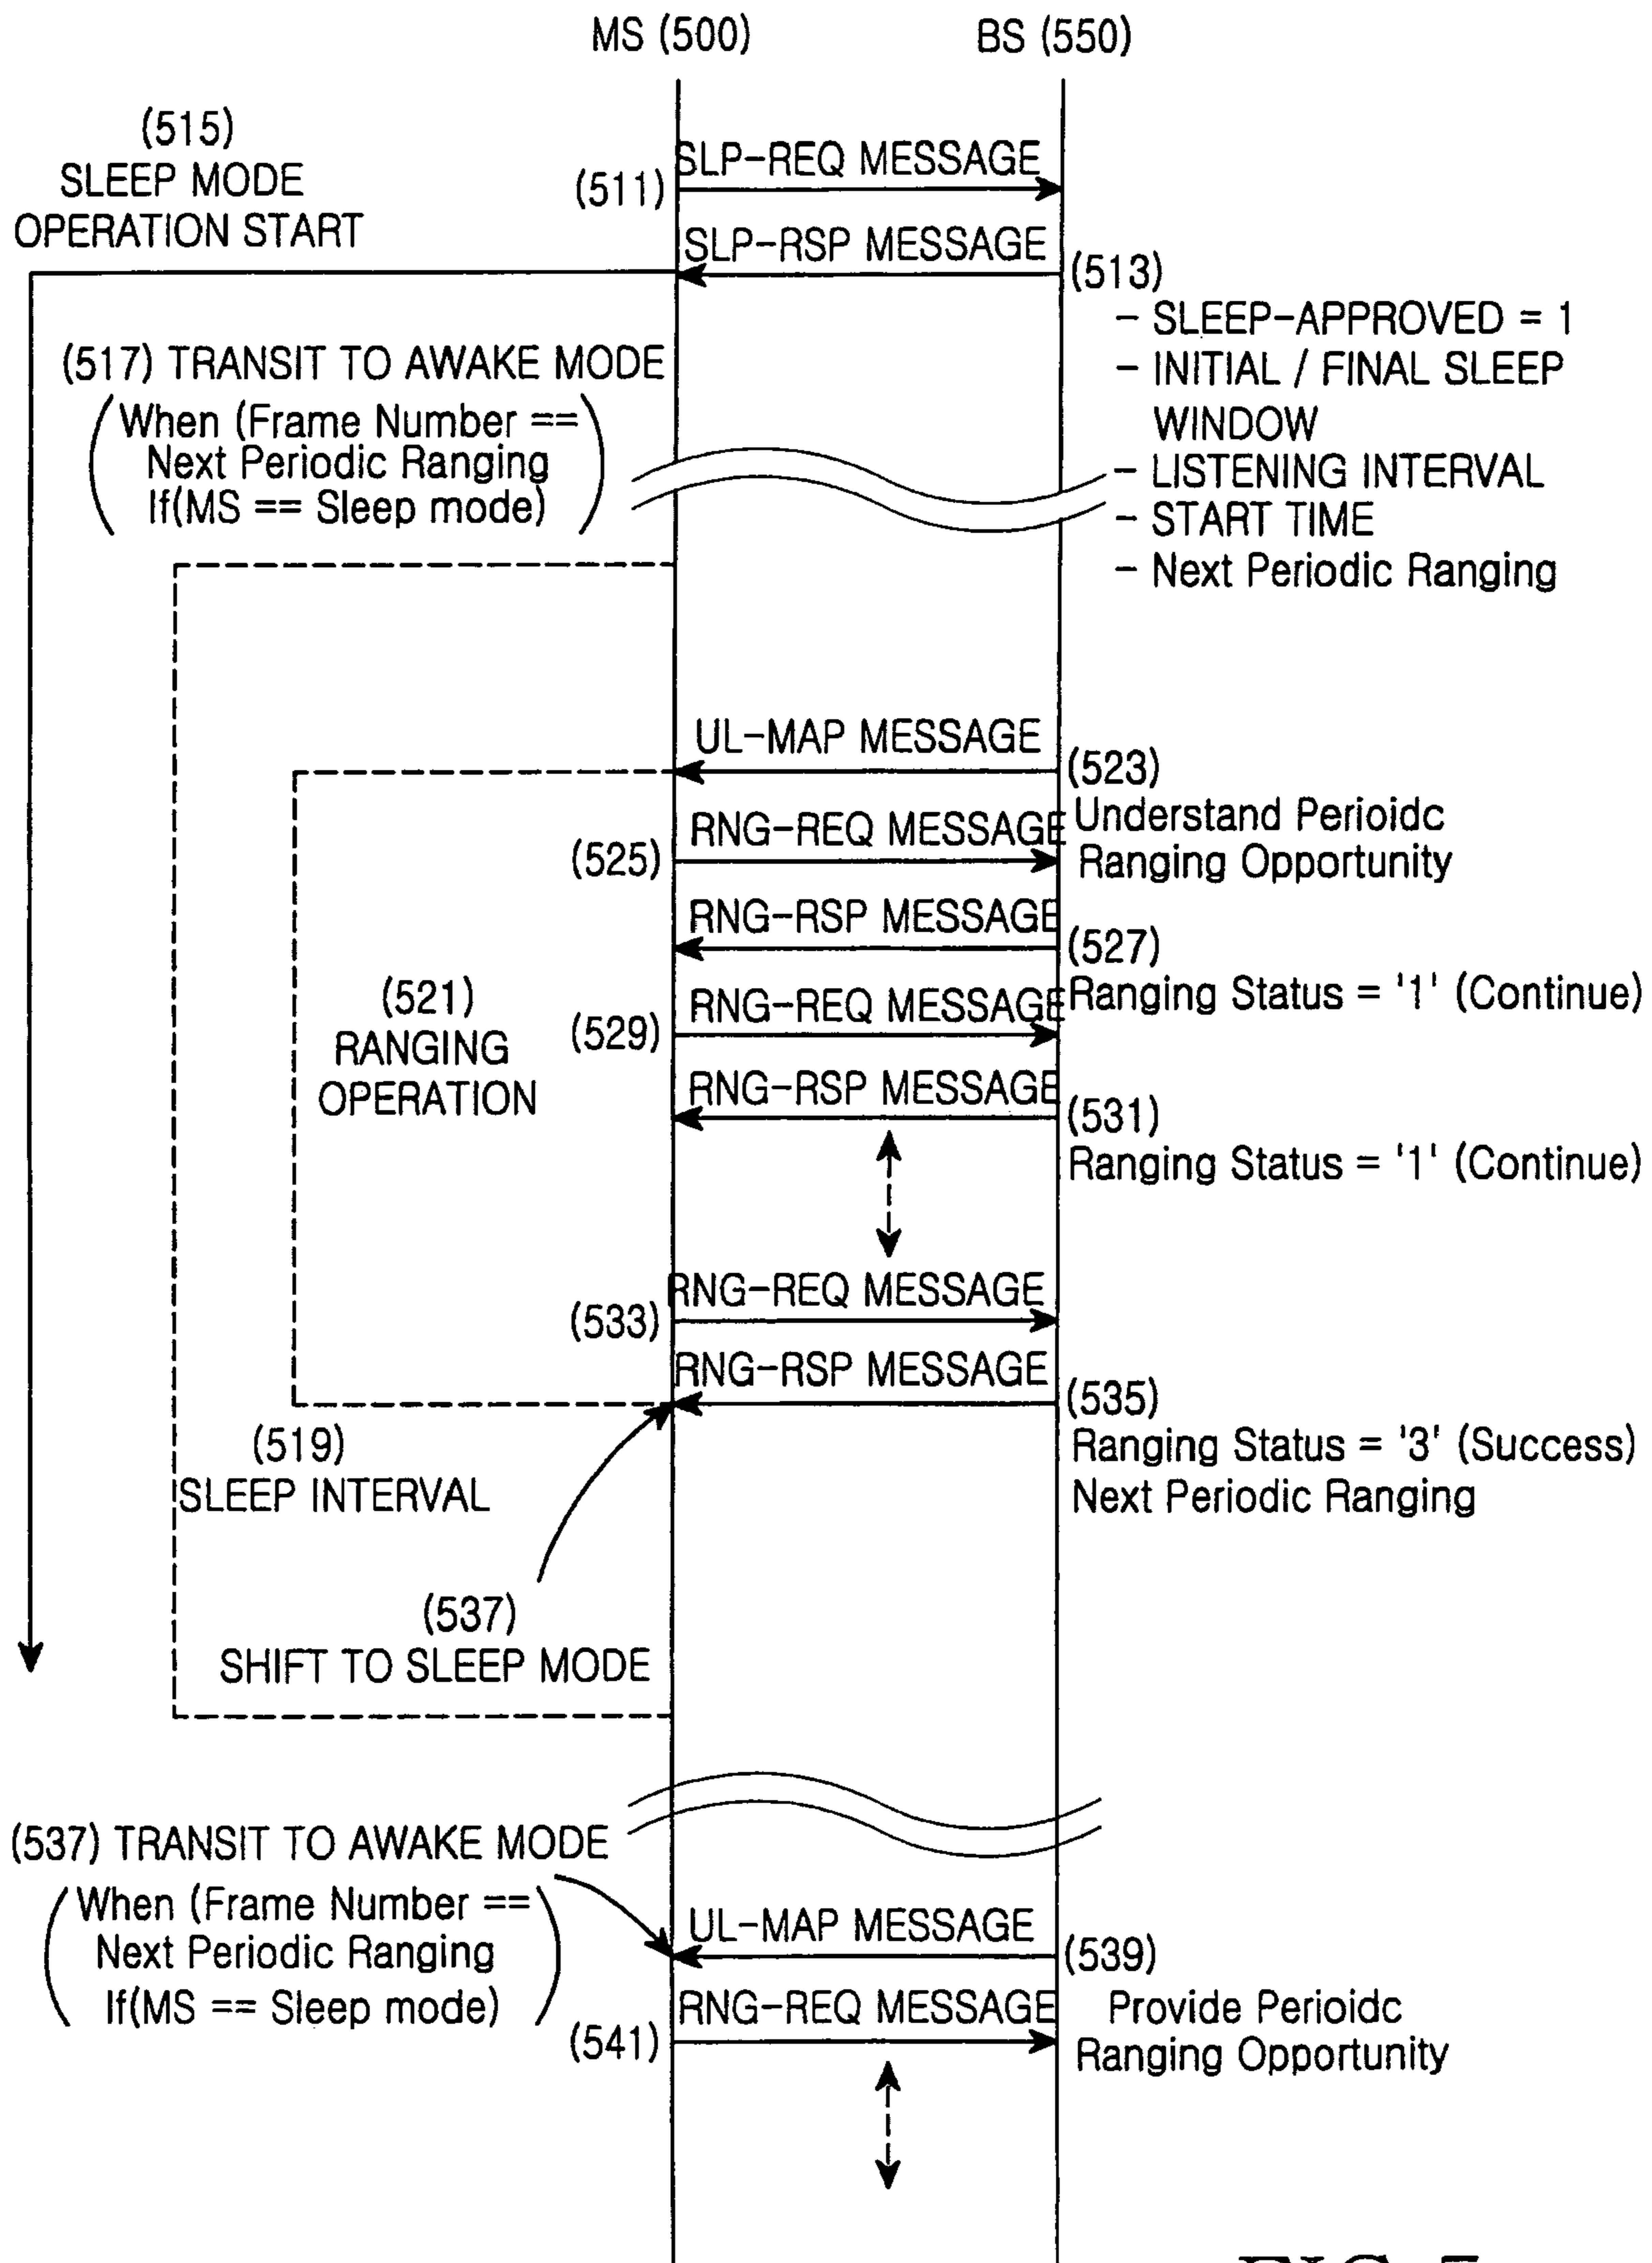 MS (500)
BS (550)
(515)
SLEEP MODE
OPERATION START
SLP-REQ MESSAGE
(511)
SLP-RSP MESSAGE
(513)
- SLEEP-APPROVED = 1
- INITIAL / FINAL SLEEP
WINDOW
- LISTENING INTERVAL
- START TIME
- Next Periodic Ranging
(517) TRANSIT TO AWAKE MODE
(When (Frame Number ==
Next Periodic Ranging
If(MS == Sleep mode))
UL-MAP MESSAGE
(523)
Understand Perioidc
Ranging Opportunity
RNG-REQ MESSAGE
(525)
RNG-RSP MESSAGE
(527)
Ranging Status = '1' (Continue)
(521)
RANGING
OPERATION
RNG-REQ MESSAGE
(529)
RNG-RSP MESSAGE
(531)
Ranging Status = '1' (Continue)
RNG-REQ MESSAGE
(533)
RNG-RSP MESSAGE
(535)
Ranging Status = '3' (Success)
Next Periodic Ranging
(519)
SLEEP INTERVAL
(537)
SHIFT TO SLEEP MODE
(537) TRANSIT TO AWAKE MODE
(When (Frame Number ==
Next Periodic Ranging
If(MS == Sleep mode))
UL-MAP MESSAGE
(539)
Provide Perioidc
Ranging Opportunity
RNG-REQ MESSAGE
(541)